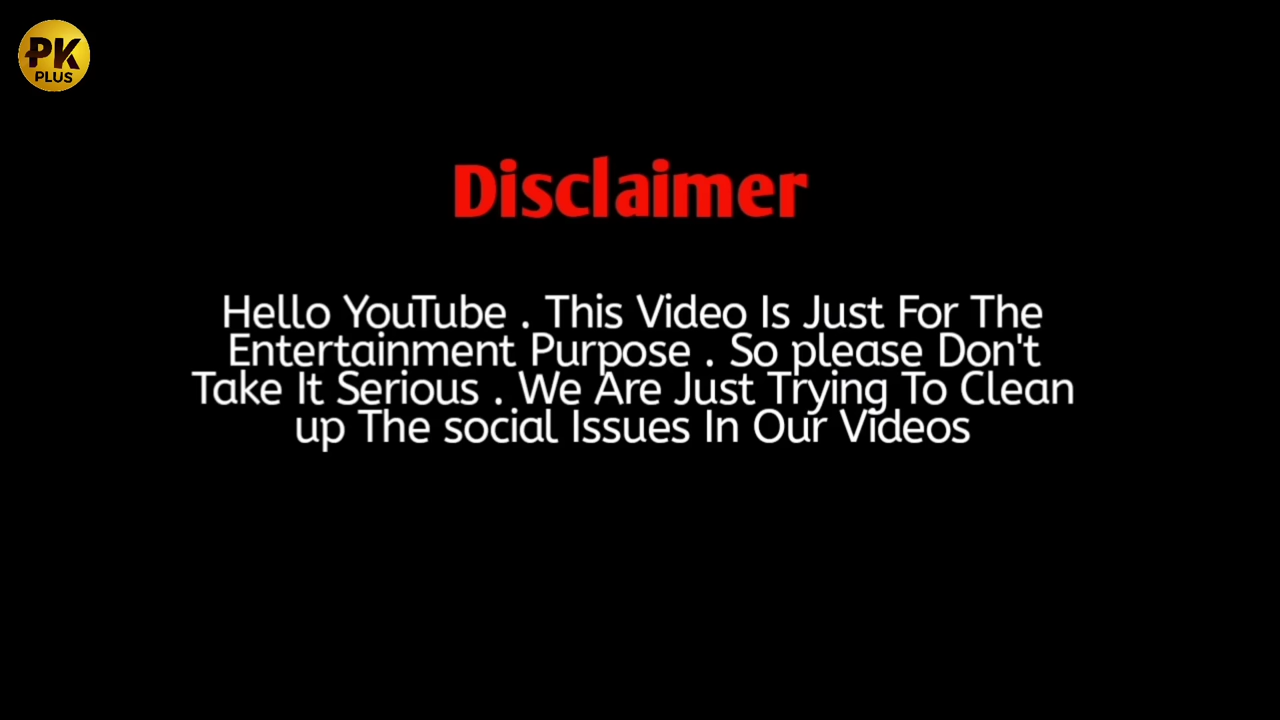 PK
PLUS
Disclaimer
Hello YouTube . This Video Is Just For The
Entertainment Purpose . So please Don't
Take It Serious . We Are Just Trying To Clean
up The social Issues In Our Videos